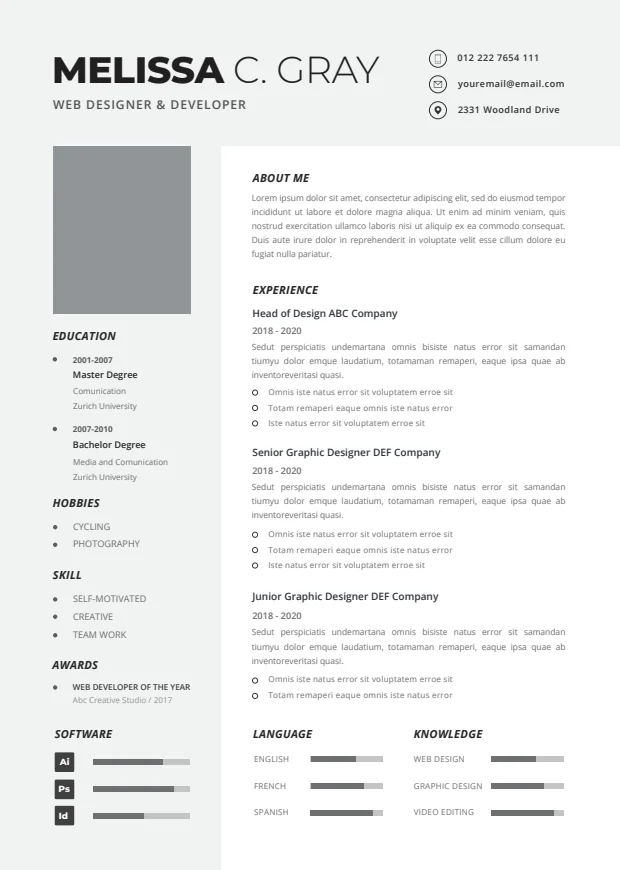 MELISSA C. GRAY
WEB DESIGNER & DEVELOPER
012 222 7654 111
youremail@email.com
2331 Woodland Drive
EDUCATION
2001-2007
Master Degree
Comunication
Zurich University
2007-2010
Bachelor Degree
Media and Comunication
Zurich University
HOBBIES
CYCLING
PHOTOGRAPHY
SKILL
SELF-MOTIVATED
CREATIVE
TEAM WORK
AWARDS
WEB DEVELOPER OF THE YEAR
Abc Creative Studio / 2017
SOFTWARE
Ai
Ps
Id
ABOUT ME
Lorem ipsum dolor sit amet, consectetur adipiscing elit, sed do eiusmod tempor
incididunt ut labore et dolore magna aliqua. Ut enim ad minim veniam, quis
nostrud exercitation ullamco laboris nisi ut aliquip ex ea commodo consequat.
Duis aute irure dolor in reprehenderit in voluptate velit esse cillum dolore eu
fugiat nulla pariatur.
EXPERIENCE
Head of Design ABC Company
2018 - 2020
Sedut perspiciatis undemartana omnis bisiste natus error sit samandan
tiumyu dolor emque laudatium, totamaman remaperi, eaque ipsa quae ab
inventoreveritasi quasi.
Omnis iste natus error sit voluptatem erroe sit
Totam remaperi eaque omnis iste natus error
Iste natus error sit voluptatem erroe sit
Senior Graphic Designer DEF Company
2018 - 2020
Sedut perspiciatis undemartana omnis bisiste natus error sit samandan
tiumyu dolor emque laudatium, totamaman remaperi, eaque ipsa quae ab
inventoreveritasi quasi.
Omnis iste natus error sit voluptatem erroe sit
Totam remaperi eaque omnis iste natus error
Iste natus error sit voluptatem erroe sit
Junior Graphic Designer DEF Company
2018 - 2020
Sedut perspiciatis undemartana omnis bisiste natus error sit samandan
tiumyu dolor emque laudatium, totamaman remaperi, eaque ipsa quae ab
inventoreveritasi quasi.
Omnis iste natus error sit voluptatem erroe sit
Totam remaperi eaque omnis iste natus error
LANGUAGE
ENGLISH
FRENCH
SPANISH
KNOWLEDGE
WEB DESIGN
GRAPHIC DESIGN
VIDEO EDITING